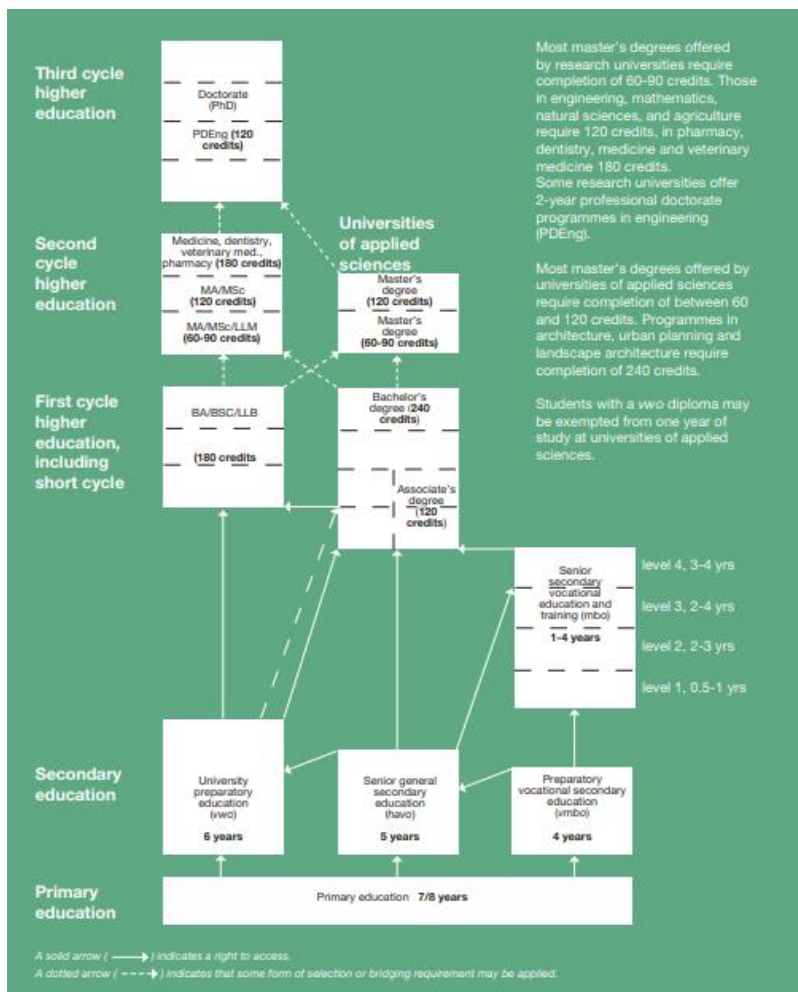 Third cycle
higher
education
Doctorate
(PhD)
PDEng (120
credits)
Most master's degrees offered
by research universities require
completion of 60-90 credits. Those
in engineering, mathematics,
natural sciences, and agriculture
require 120 credits, in pharmacy,
dentistry, medicine and veterinary
medicine 180 credits.
Some research universities offer
2-year professional doctorate
programmes in engineering
(PDEng).
Most master's degrees offered by
universities of applied sciences
require completion of between 60
and 120 credits. Programmes in
architecture, urban planning and
landscape architecture require
completion of 240 credits.
Students with a vwo diploma may
be exempted from one year of
study at universities of applied
sciences.
Second
cycle
higher
education
Medicine, dentistry,
veterinary med.,
pharmacy (180 credits)
MA/MSc
(120 credits)
MA/MSc/LLM
(60-90 credits)
Universities
of applied
sciences
Master's
degree
(120 credits)
Master's
degree
(60-90 credits)
First cycle
higher
education,
including
short cycle
BA/BSC/LLB
(180 credits
Bachelor's
degree (240
credits)
Associate's
degree
(120
credits)
Senior
secondary
vocational
education and
training (mbo)
1-4 years
level 4, 3-4 yrs
level 3, 2-4 yrs
level 2, 2-3 yrs
level 1, 0.5-1 yrs
Secondary
education
University
preparatory
education
(vwo)
6 years
Senior general
secondary
education
(havo)
5 years
Preparatory
vocational secondary
education
(vmbo)
4 years
Primary
education
Primary education 7/8 years
A solid arrow ( ) indicates a right to access.
A dotted arrow ( ) indicates that some form of selection or bridging requirement may be applied.